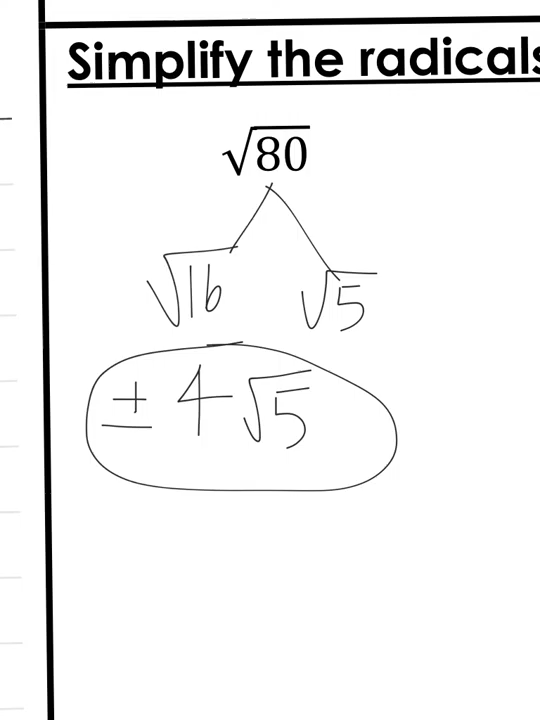 Simplify the radicals
√80
√16 √5
± 4√5